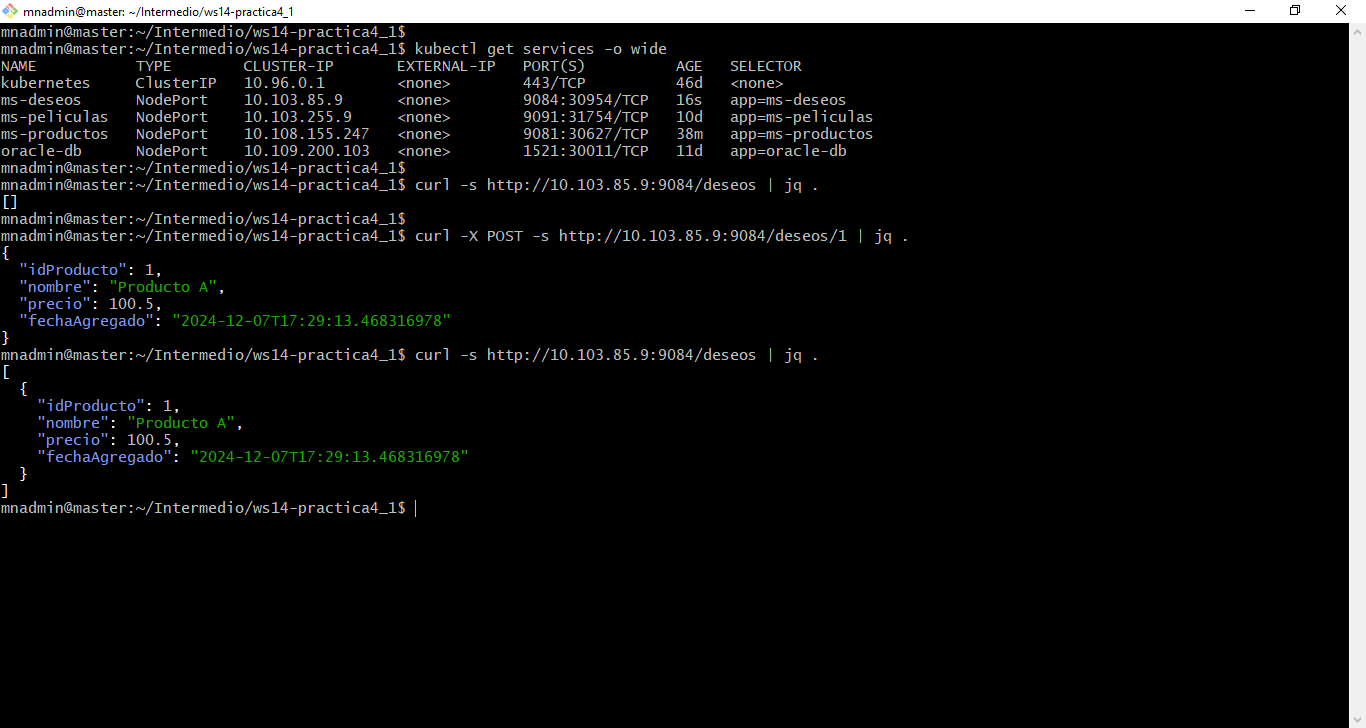 mnadmin@master: ~/Intermedio/ws14-practica4_1
mnadmin@master:~/Intermedio/ws14-practica4_1$
mnadmin@master:~/Intermedio/ws14-practica4_1$ kubectl get services -o wide
NAME TYPE CLUSTER-IP EXTERNAL-IP PORT(S) AGE SELECTOR
kubernetes ClusterIP 10.96.0.1 <none> 443/TCP 46d <none>
ms-deseos NodePort 10.103.85.9 <none> 9084:30954/TCP 16s app=ms-deseos
ms-peliculas NodePort 10.103.255.9 <none> 9091:31754/TCP 10d app=ms-peliculas
ms-productos NodePort 10.108.155.247 <none> 9081:30627/TCP 38m app=ms-productos
oracle-db NodePort 10.109.200.103 <none> 1521:30011/TCP 11d app=oracle-db
mnadmin@master:~/Intermedio/ws14-practica4_1$
mnadmin@master:~/Intermedio/ws14-practica4_1$ curl -s http://10.103.85.9:9084/deseos | jq .
[]
mnadmin@master:~/Intermedio/ws14-practica4_1$
mnadmin@master:~/Intermedio/ws14-practica4_1$ curl -X POST -s http://10.103.85.9:9084/deseos/1 | jq .
{
  "idProducto": 1,
  "nombre": "Producto A",
  "precio": 100.5,
  "fechaAgregado": "2024-12-07T17:29:13.468316978"
}
mnadmin@master:~/Intermedio/ws14-practica4_1$ curl -s http://10.103.85.9:9084/deseos | jq .
[
  {
    "idProducto": 1,
    "nombre": "Producto A",
    "precio": 100.5,
    "fechaAgregado": "2024-12-07T17:29:13.468316978"
  }
]
mnadmin@master:~/Intermedio/ws14-practica4_1$